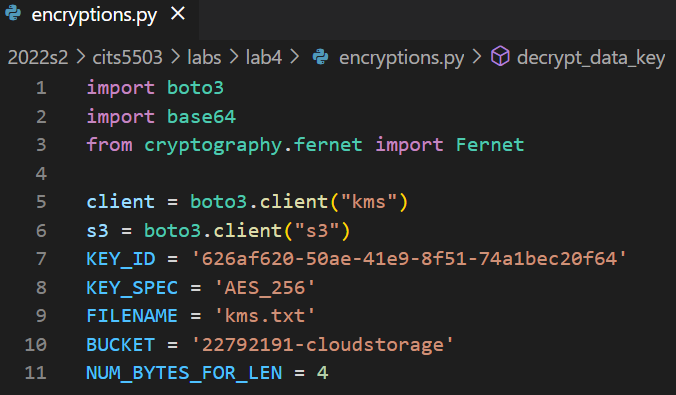 encryptions.py ×
2022s2 > cits5503 > labs > lab4 > encryptions.py > decrypt_data_key
1 import boto3
2 import base64
3 from cryptography.fernet import Fernet
4
5 client = boto3.client("kms")
6 s3 = boto3.client("s3")
7 KEY_ID = '626af620-50ae-41e9-8f51-74a1bec20f64'
8 KEY_SPEC = 'AES_256'
9 FILENAME = 'kms.txt'
10 BUCKET = '22792191-cloudstorage'
11 NUM_BYTES_FOR_LEN = 4